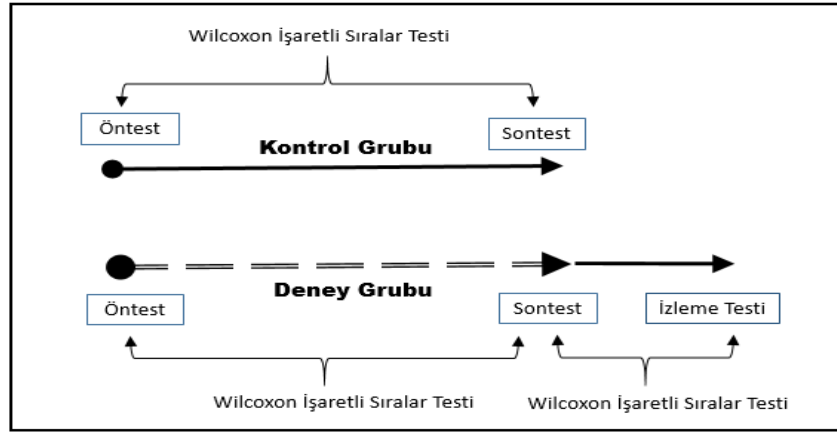 Wilcoxon İşaretli Sıralar Testi
Öntest
Sontest
Kontrol Grubu
Deney Grubu
Öntest
Sontest
İzleme Testi
Wilcoxon İşaretli Sıralar Testi
Wilcoxon İşaretli Sıralar Testi